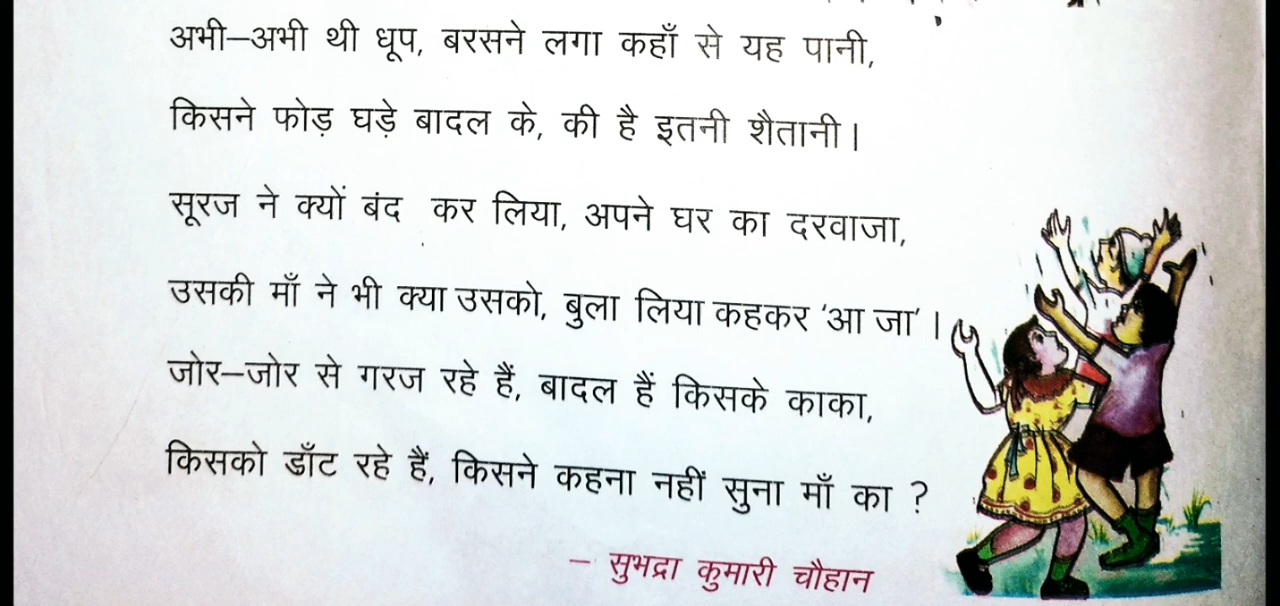 अभी–अभी थी धूप, बरसने लगा कहाँ से यह पानी,
किसने फोड़ घड़े बादल के, की है इतनी शैतानी।
सूरज ने क्यों बंद कर लिया, अपने घर का दरवाजा,
उसकी माँ ने भी क्या उसको, बुला लिया कहकर ‘आ जा’ ।
जोर–जोर से गरज रहे हैं, बादल हैं किसके काका,
किसको डाँट रहे हैं, किसने कहना नहीं सुना माँ का ?
– सुभद्रा कुमारी चौहान